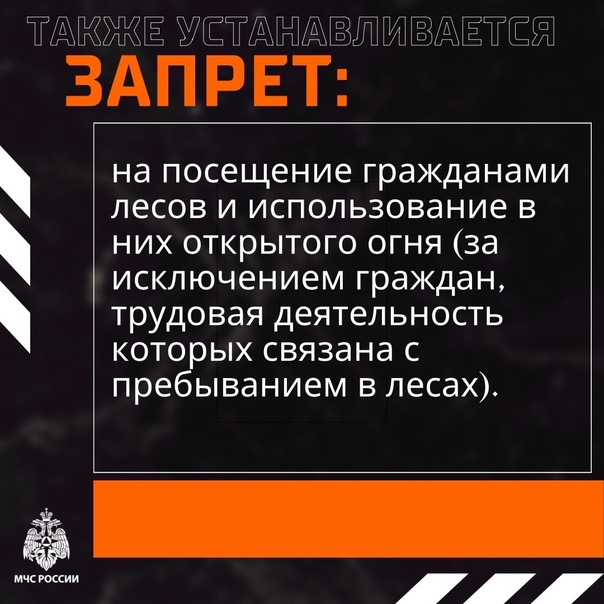 ТАКЖЕ УСТАНАВЛИВАЕТСЯ
ЗАПРЕТ:
на посещение гражданами
лесов и использование в
них открытого огня (за
исключением граждан,
трудовая деятельность
которых связана с
пребыванием в лесах).
МЧС РОССИИ